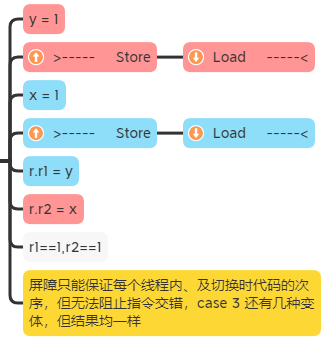 y = 1
>----- Store Load -----<
x = 1
>----- Store Load -----<
r.r1 = y
r.r2 = x
r1==1,r2==1
屏障只能保证每个线程内、及切换时代码的次
序，但无法阻止指令交错，case 3 还有几种变
体，但结果均一样